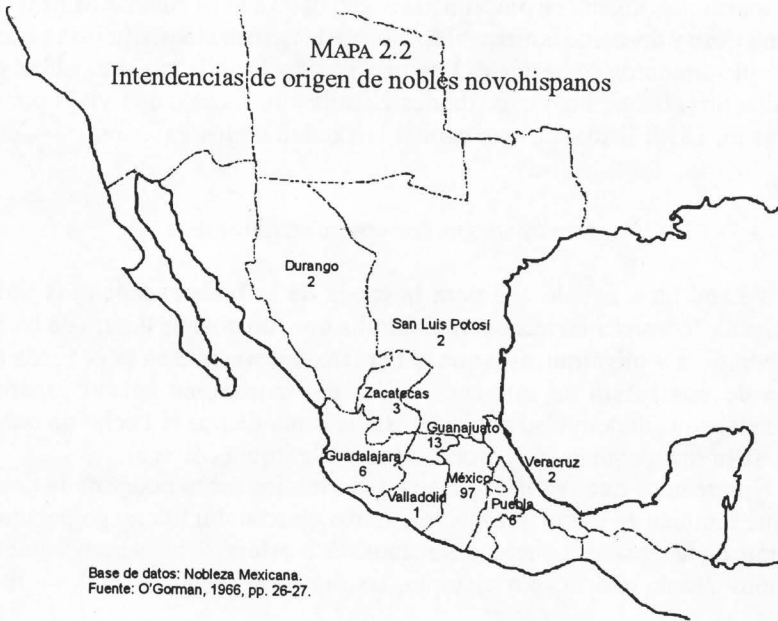 MAPA 2.2
Intendencias de origen de nobles novohispanos
Durango
2
San Luis Potosí
2
Zacatecas
3
Guanajuato
13
Guadalajara
6
Valladolid
1
México
97
Veracruz
2
Puebla
6
Base de datos: Nobleza Mexicana.
Fuente: O'Gorman, 1966, pp. 26-27.